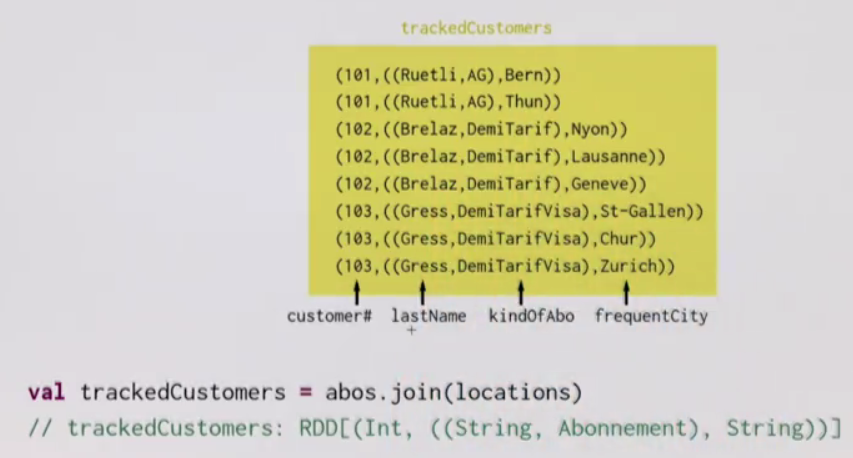 trackedCustomers
(101,((Ruetli,AG),Bern))
(101,((Ruetli,AG),Thun))
(102,((Brelaz,DemiTarif),Nyon))
(102,((Brelaz,DemiTarif),Lausanne))
(102,((Brelaz,DemiTarif),Geneve))
(103,((Gress,DemiTarifVisa),St-Gallen))
(103,((Gress,DemiTarifVisa),Chur))
(103,((Gress,DemiTarifVisa),Zurich))
customer# lastName kindOfAbo frequentCity
val trackedCustomers = abos.join(locations)
// trackedCustomers: RDD[(Int, ((String, Abonnement), String))]